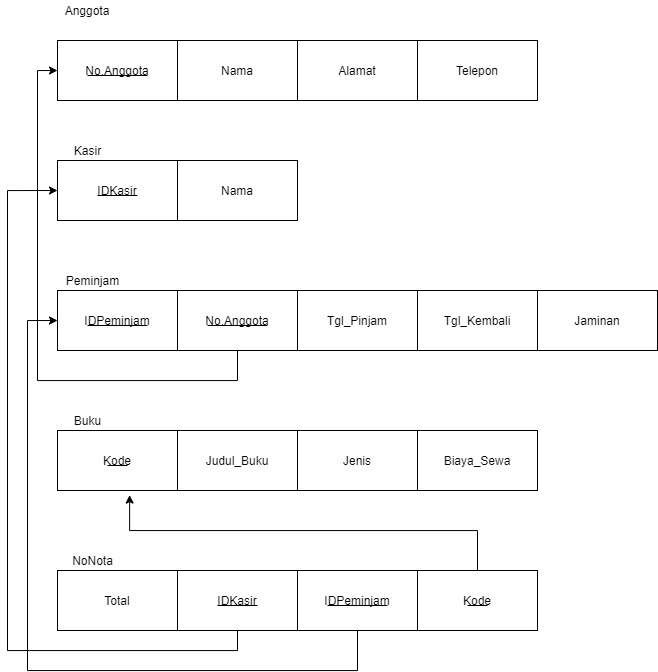 Anggota
No.Anggota Nama Alamat Telepon
Kasir
IDKasir Nama
Peminjam
IDPeminjam No.Anggota Tgl_Pinjam Tgl_Kembali Jaminan
Buku
Kode Judul_Buku Jenis Biaya_Sewa
NoNota
Total IDKasir IDPeminjam Kode